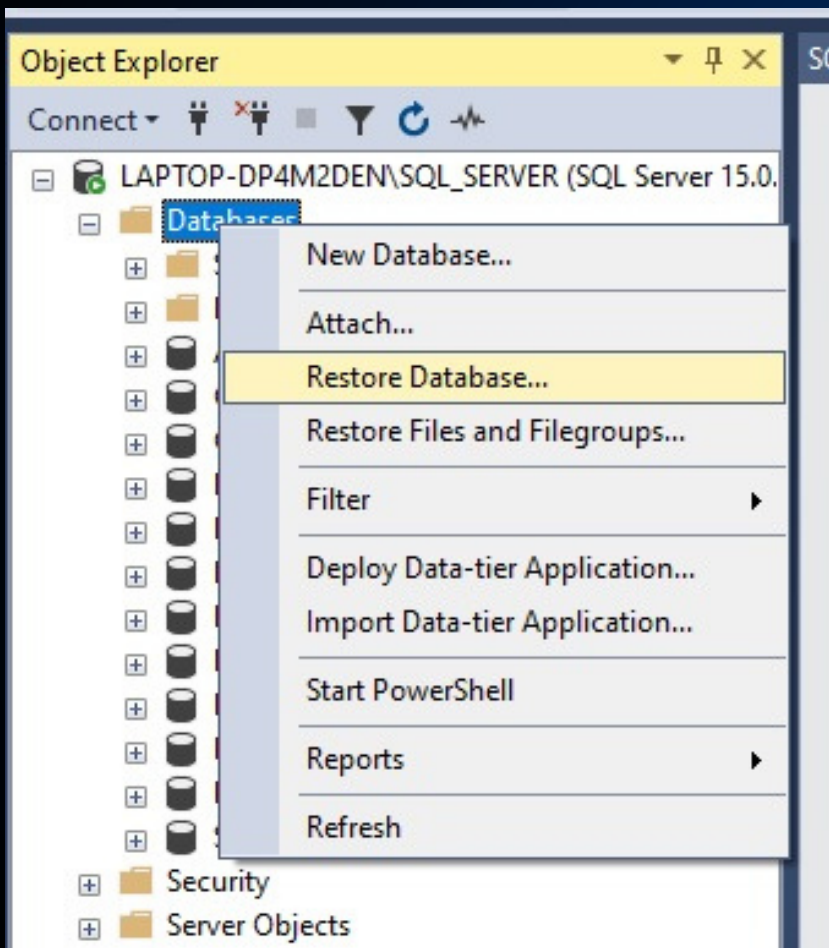 Object Explorer
Connect
LAPTOP-DP4M2DEN\SQL_SERVER (SQL Server 15.0.
Databases
New Database...
Attach...
Restore Database...
Restore Files and Filegroups...
Filter
Deploy Data-tier Application...
Import Data-tier Application...
Start PowerShell
Reports
Refresh
Security
Server Objects